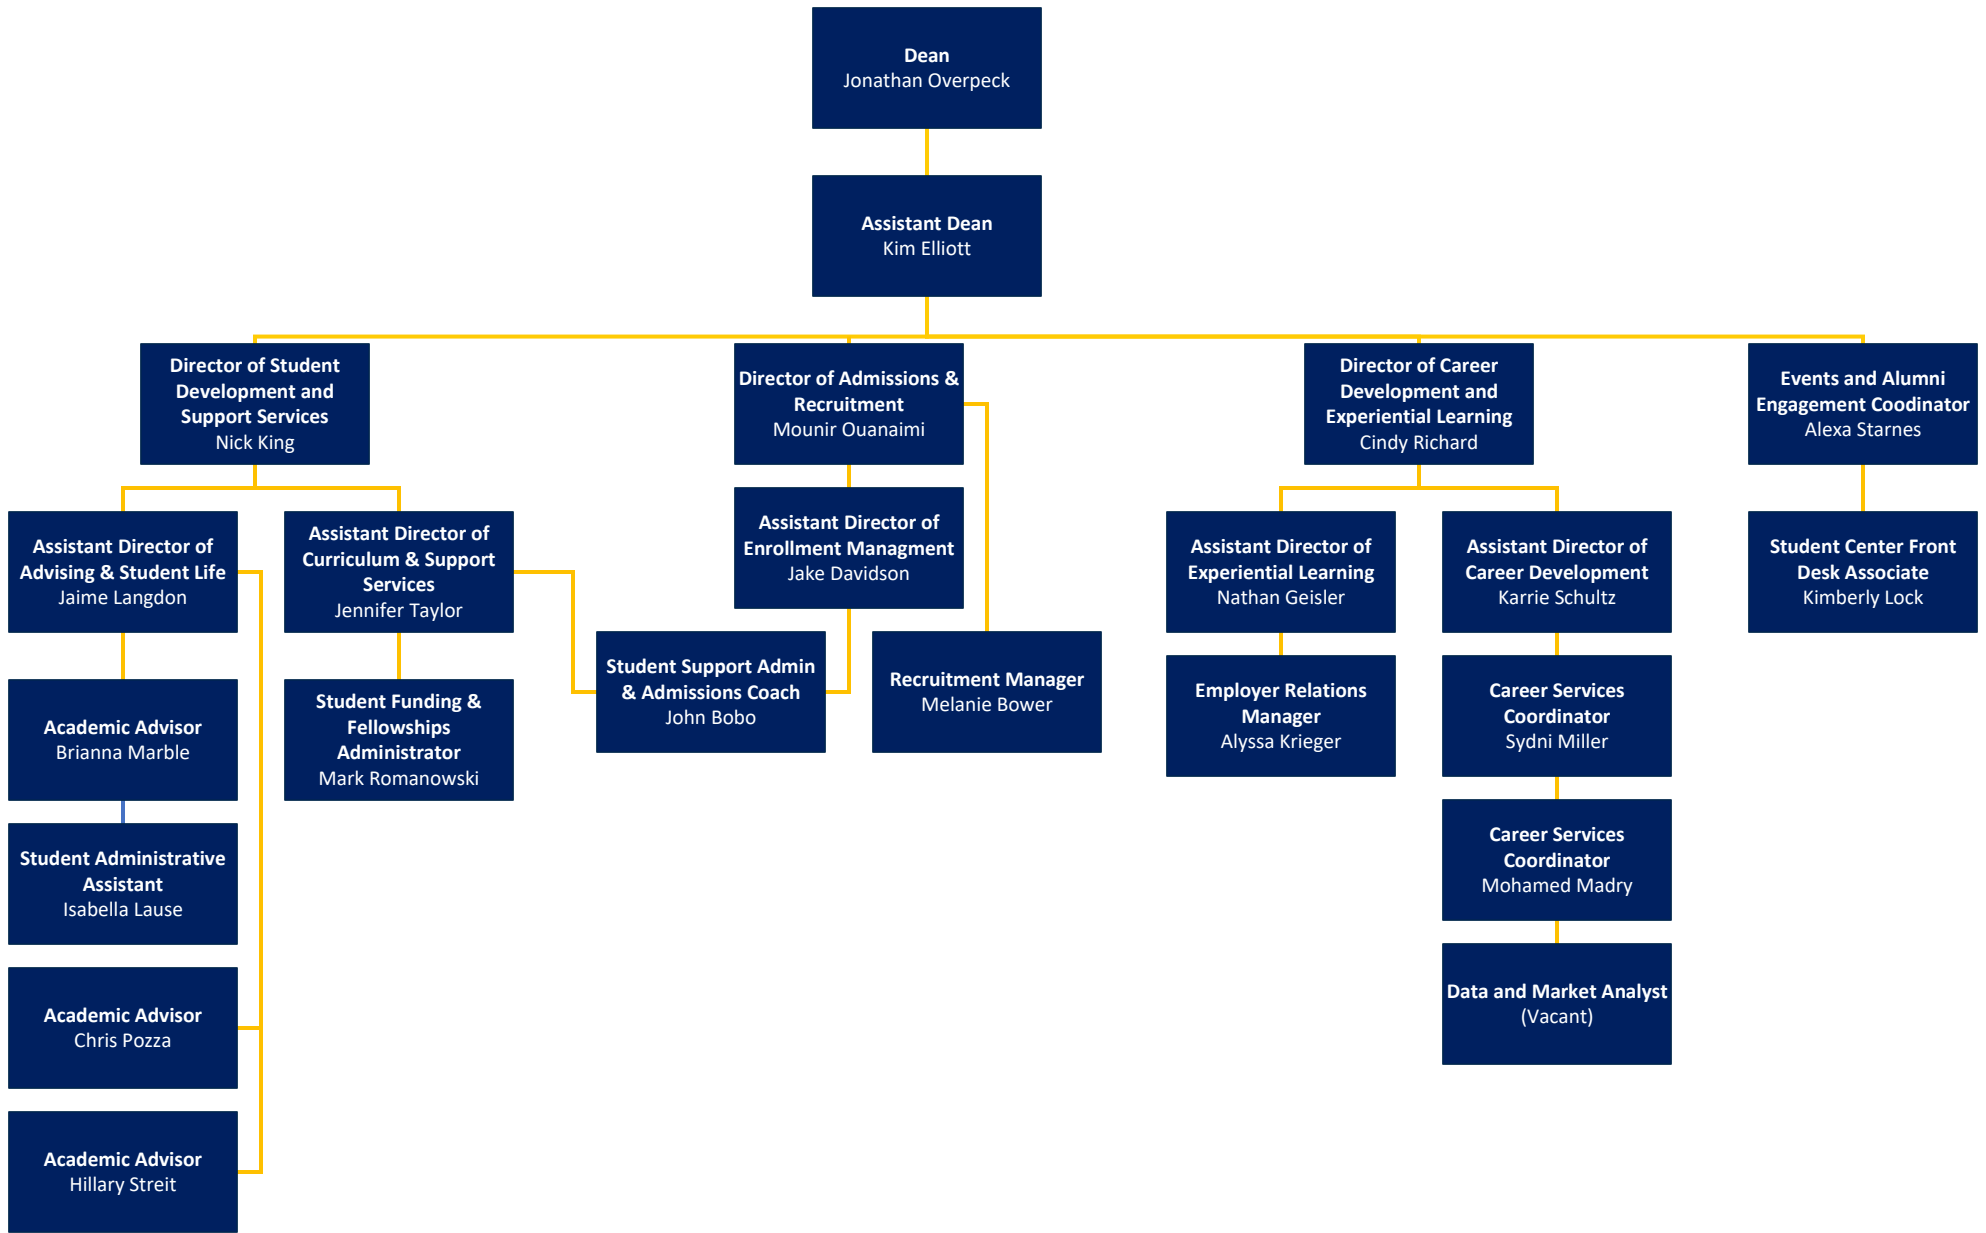 Dean
Jonathan Overpeck
Assistant Dean
Kim Elliott
Director of Student
Development and
Support Services
Nick King
Director of Admissions &
Recruitment
Mounir Ouanaimi
Director of Career
Development and
Experiential Learning
Cindy Richard
Events and Alumni
Engagement Coodinator
Alexa Starnes
Assistant Director of
Advising & Student Life
Jaime Langdon
Assistant Director of
Curriculum & Support
Services
Jennifer Taylor
Assistant Director of
Enrollment Managment
Jake Davidson
Assistant Director of
Experiential Learning
Nathan Geisler
Assistant Director of
Career Development
Karrie Schultz
Student Center Front
Desk Associate
Kimberly Lock
Academic Advisor
Brianna Marble
Student Funding &
Fellowships
Administrator
Mark Romanowski
Student Support Admin
& Admissions Coach
John Bobo
Recruitment Manager
Melanie Bower
Employer Relations
Manager
Alyssa Krieger
Career Services
Coordinator
Sydni Miller
Student Administrative
Assistant
Isabella Lause
Career Services
Coordinator
Mohamed Madry
Academic Advisor
Chris Pozza
Data and Market Analyst
(Vacant)
Academic Advisor
Hillary Streit